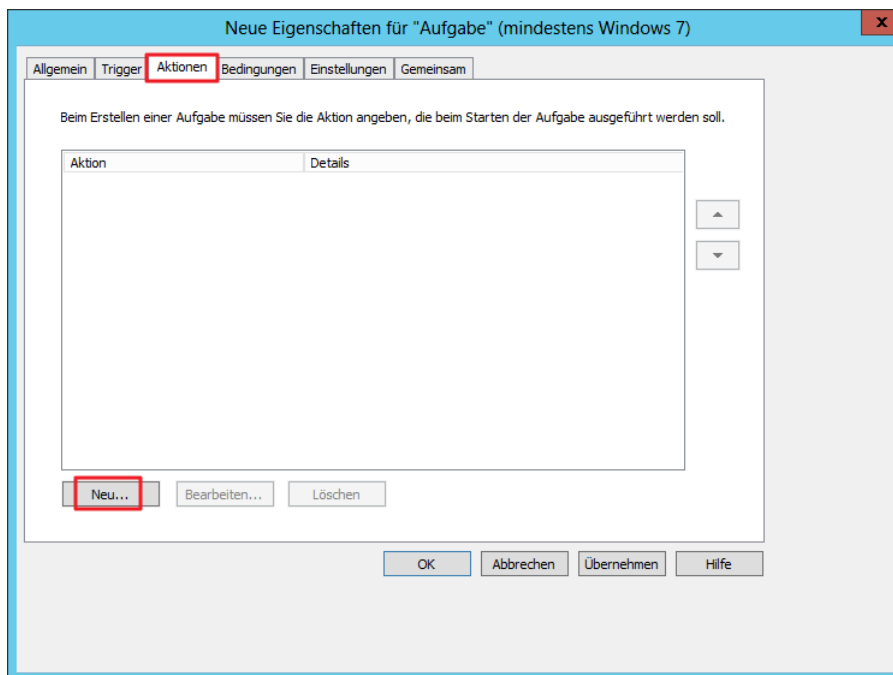 Neue Eigenschaften für "Aufgabe" (mindestens Windows 7)
x
Allgemein Trigger Aktionen Bedingungen Einstellungen Gemeinsam
Beim Erstellen einer Aufgabe müssen Sie die Aktion angeben, die beim Starten der Aufgabe ausgeführt werden soll.
Aktion Details
Neu... Bearbeiten... Löschen
OK Abbrechen Übernehmen Hilfe